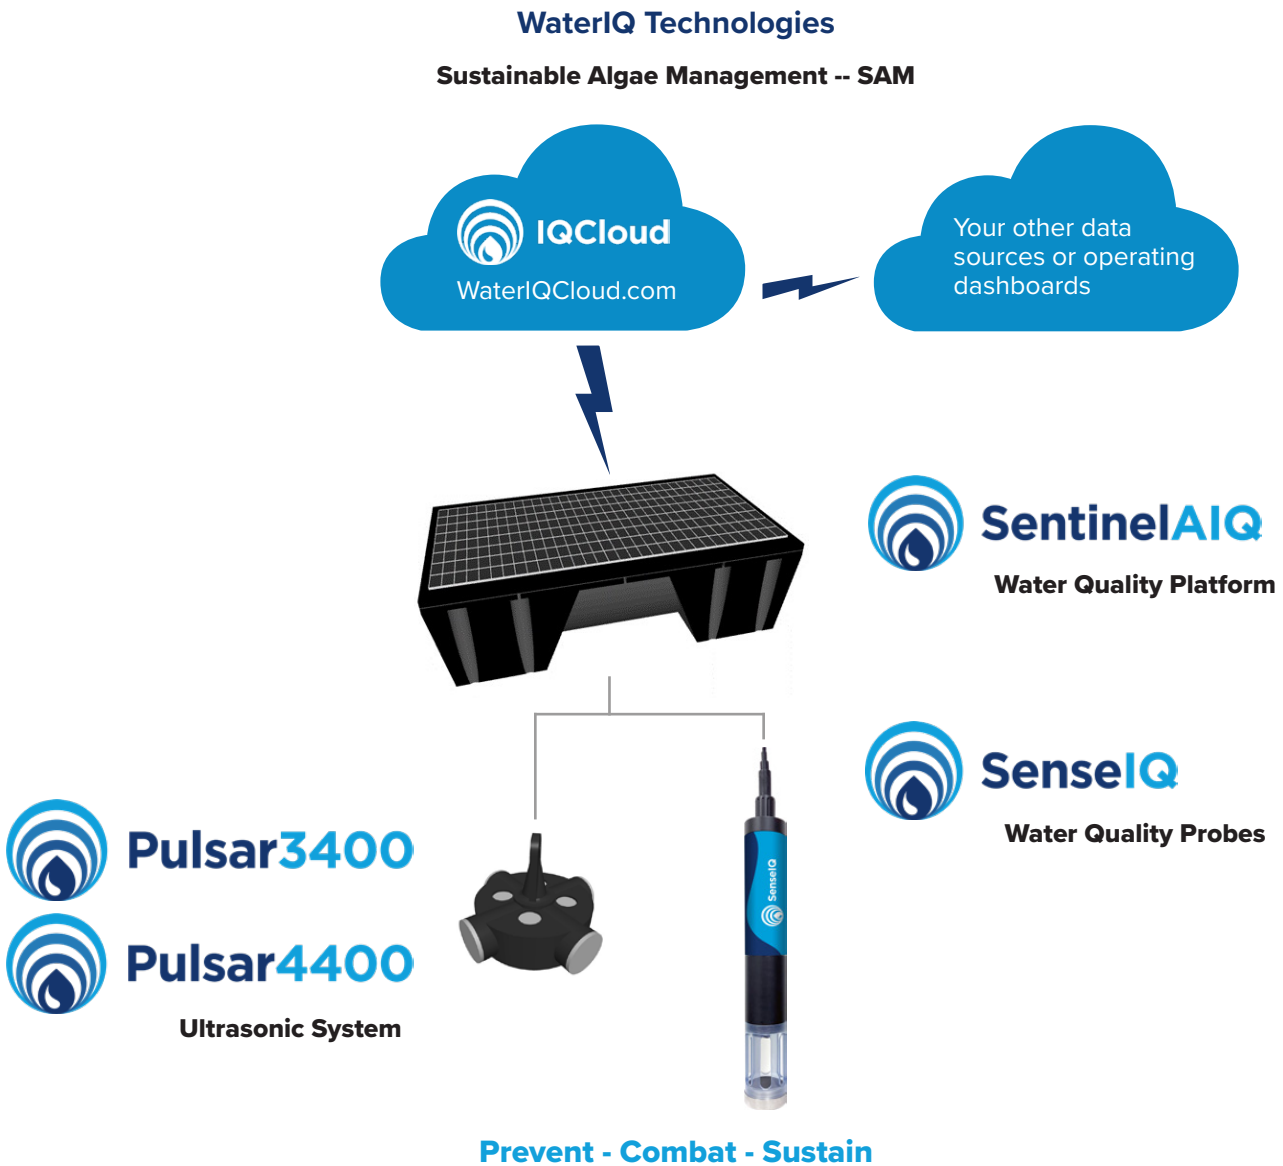 WaterIQ Technologies
Sustainable Algae Management -- SAM
IQCloud
WaterIQCloud.com
Your other data
sources or operating
dashboards
SentinelAIQ
Water Quality Platform
SenseIQ
Water Quality Probes
Pulsar3400
Pulsar4400
Ultrasonic System
SenseIQ
Prevent - Combat - Sustain